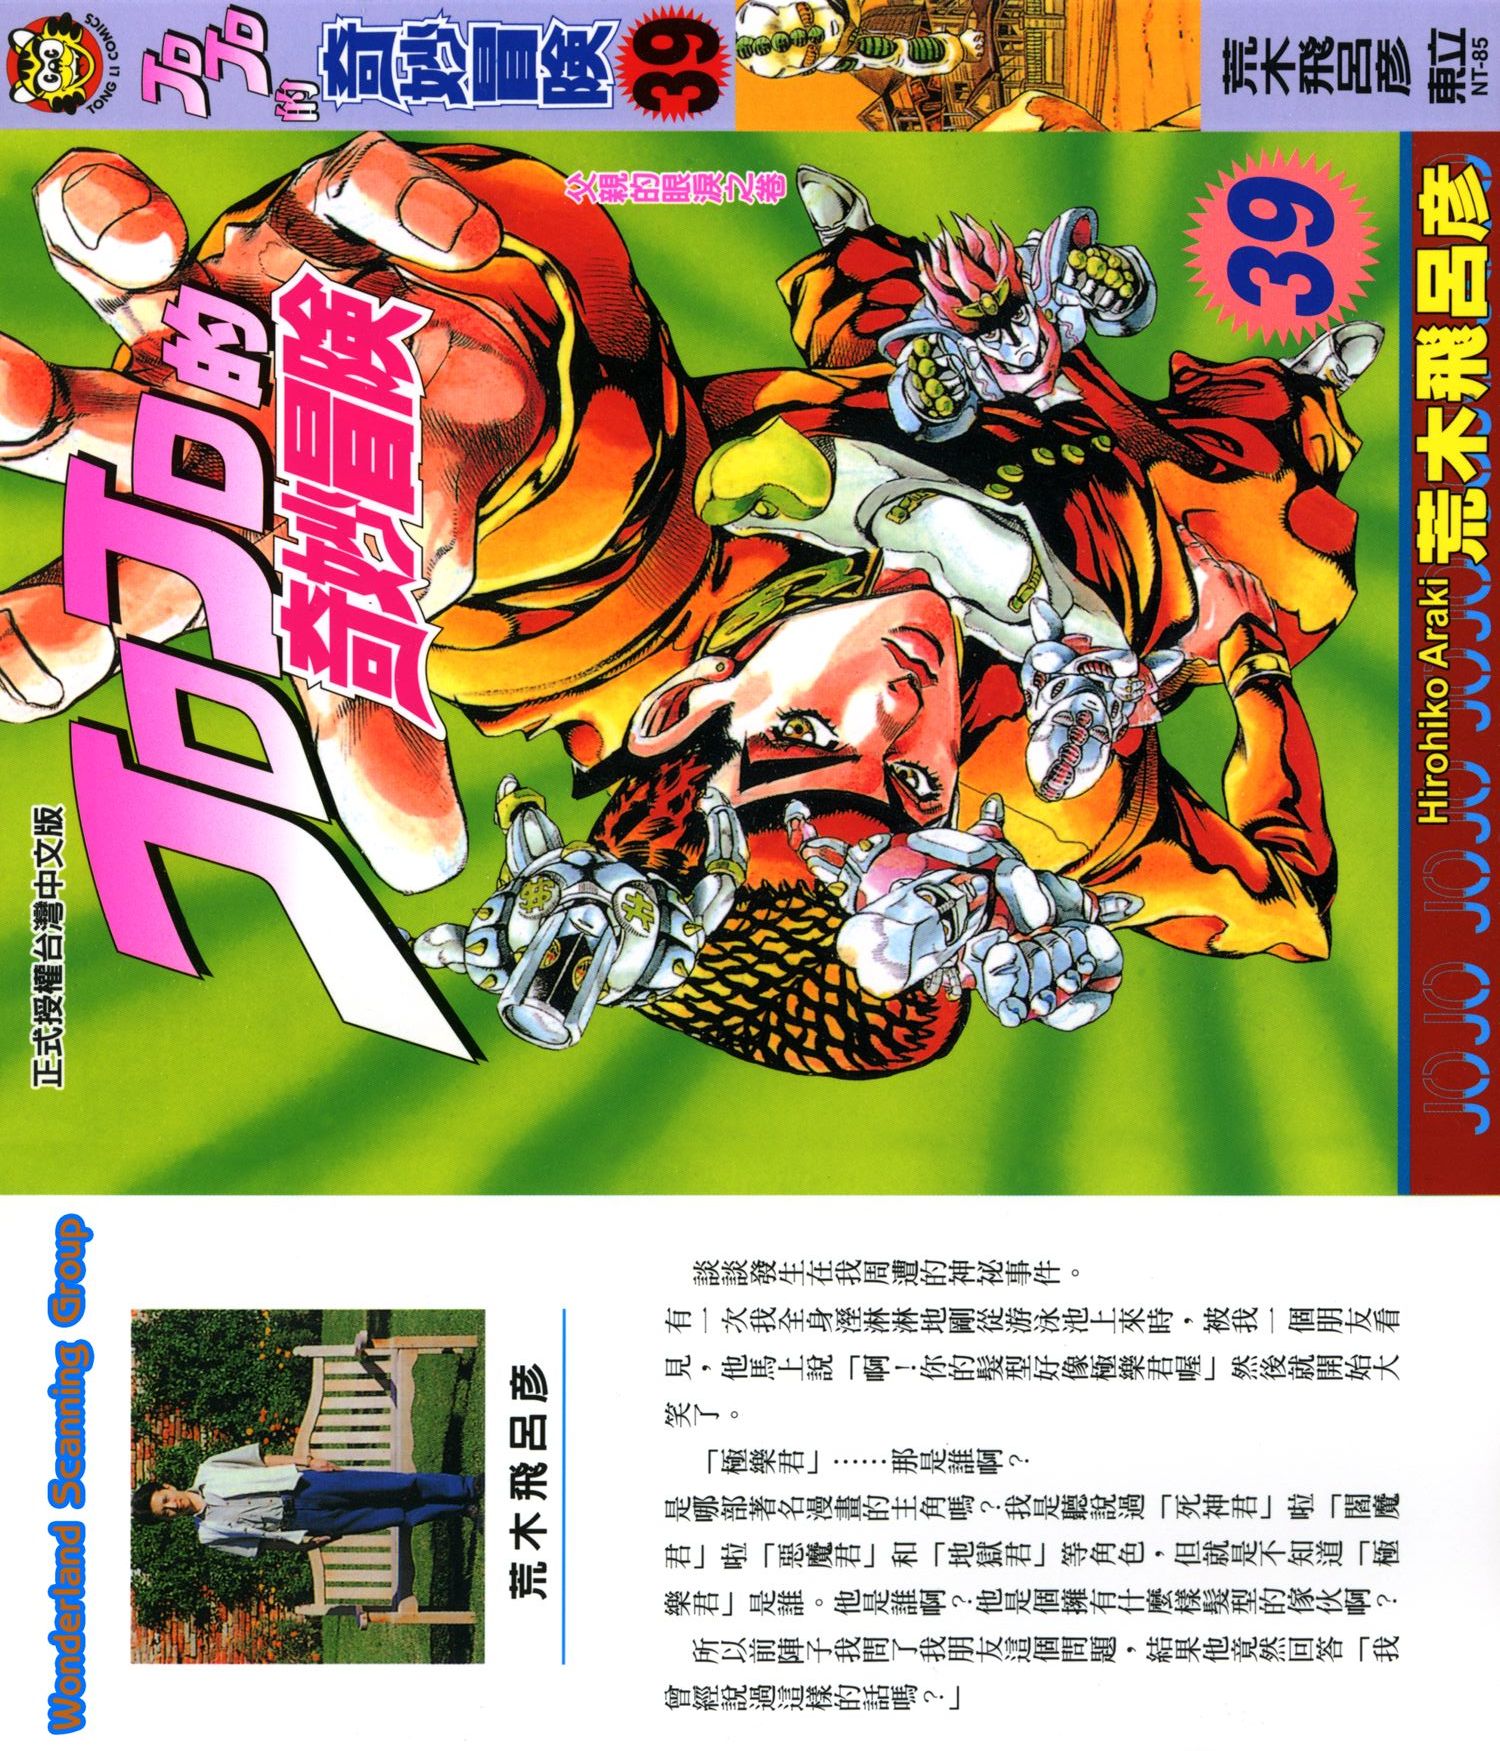 TONG LI COMICS
JOJO的
奇妙冒險
39
荒木飛呂彥
東立
NT-85
父親的眼淚之卷
JOJO的
奇妙冒險
正式授權台灣中文版
39
Hirohiko Araki 荒木飛呂彥
JOJO JOJO JOJO JOJO
Wonderland Scanning Group
荒木飛呂彥
談談發生在我周遭的神祕事件。
有一次我全身溼淋淋地剛從游泳池上來時，被我一個朋友看
見，他馬上說「啊！你的髮型好像極樂君喔」然後就開始大
笑了。
「極樂君」……那是誰啊？
是哪部著名漫畫的主角嗎？我是聽說過「死神君」啦「閻魔
君」啦「惡魔君」和「地獄君」等角色，但就是不知道「極
樂君」是誰。他是誰啊？他是個擁有什麼樣髮型的傢伙啊？
所以前陣子我問了我朋友這個問題，結果他竟然回答「我
曾經說過這樣的話嗎？」